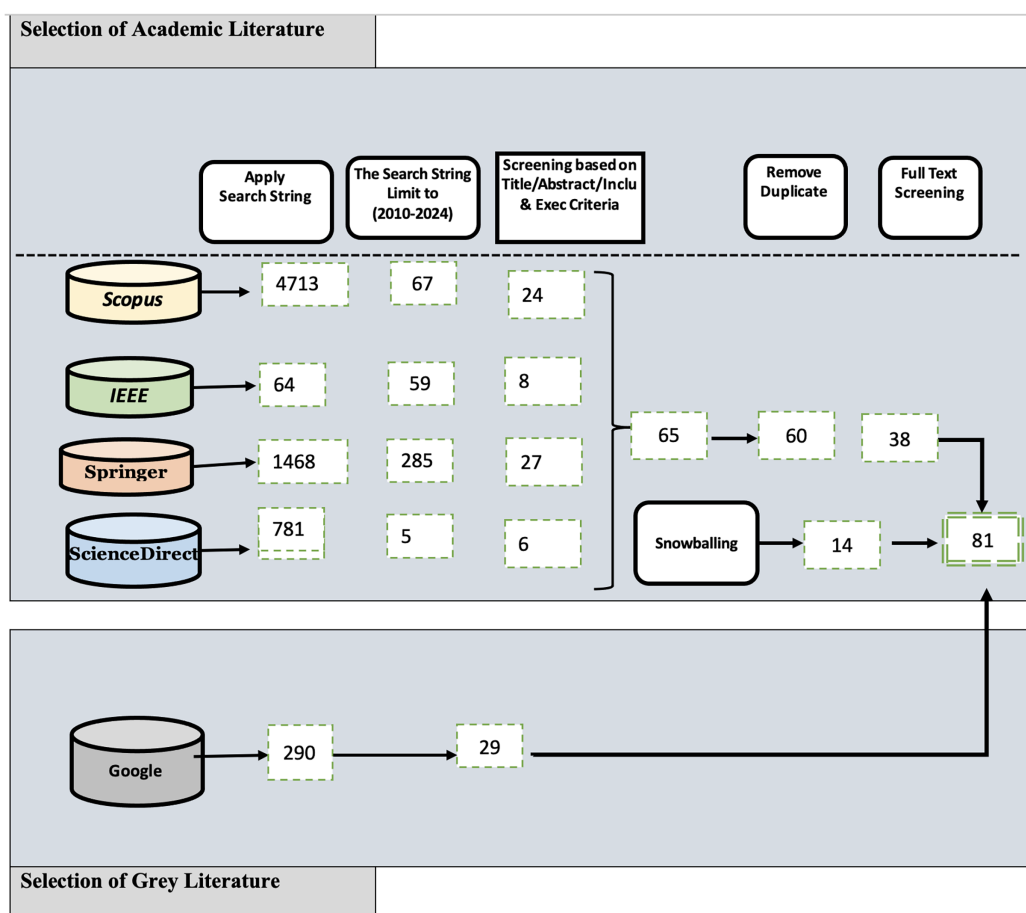 Selection of Academic Literature
Apply
Search String
The Search String
Limit to
(2010-2024)
Screening based on
Title/Abstract/Inclu
& Exec Criteria
Remove
Duplicate
Full Text
Screening
Scopus
4713
67
24
IEEE
64
59
8
65
60
38
Springer
1468
285
27
ScienceDirect
781
5
6
Snowballing
14
81
Google
290
29
Selection of Grey Literature